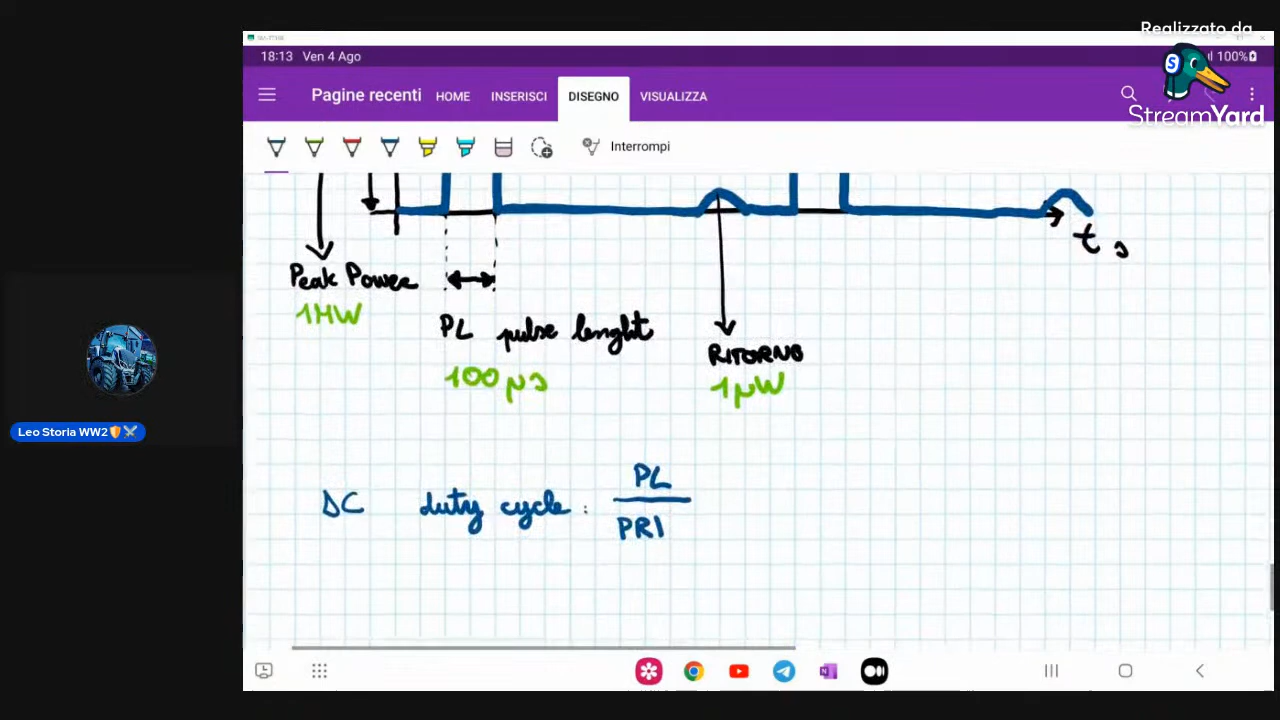 Realizzato da
StreamYard
18:13 Ven 4 Ago
100%
Pagine recenti HOME INSERISCI DISEGNO VISUALIZZA
Interrompi
t s
Peak Power
1MW
PL pulse lenght
100 μs
RITORNO
1μW
DC duty cycle : PL
PRI
Leo Storia WW2